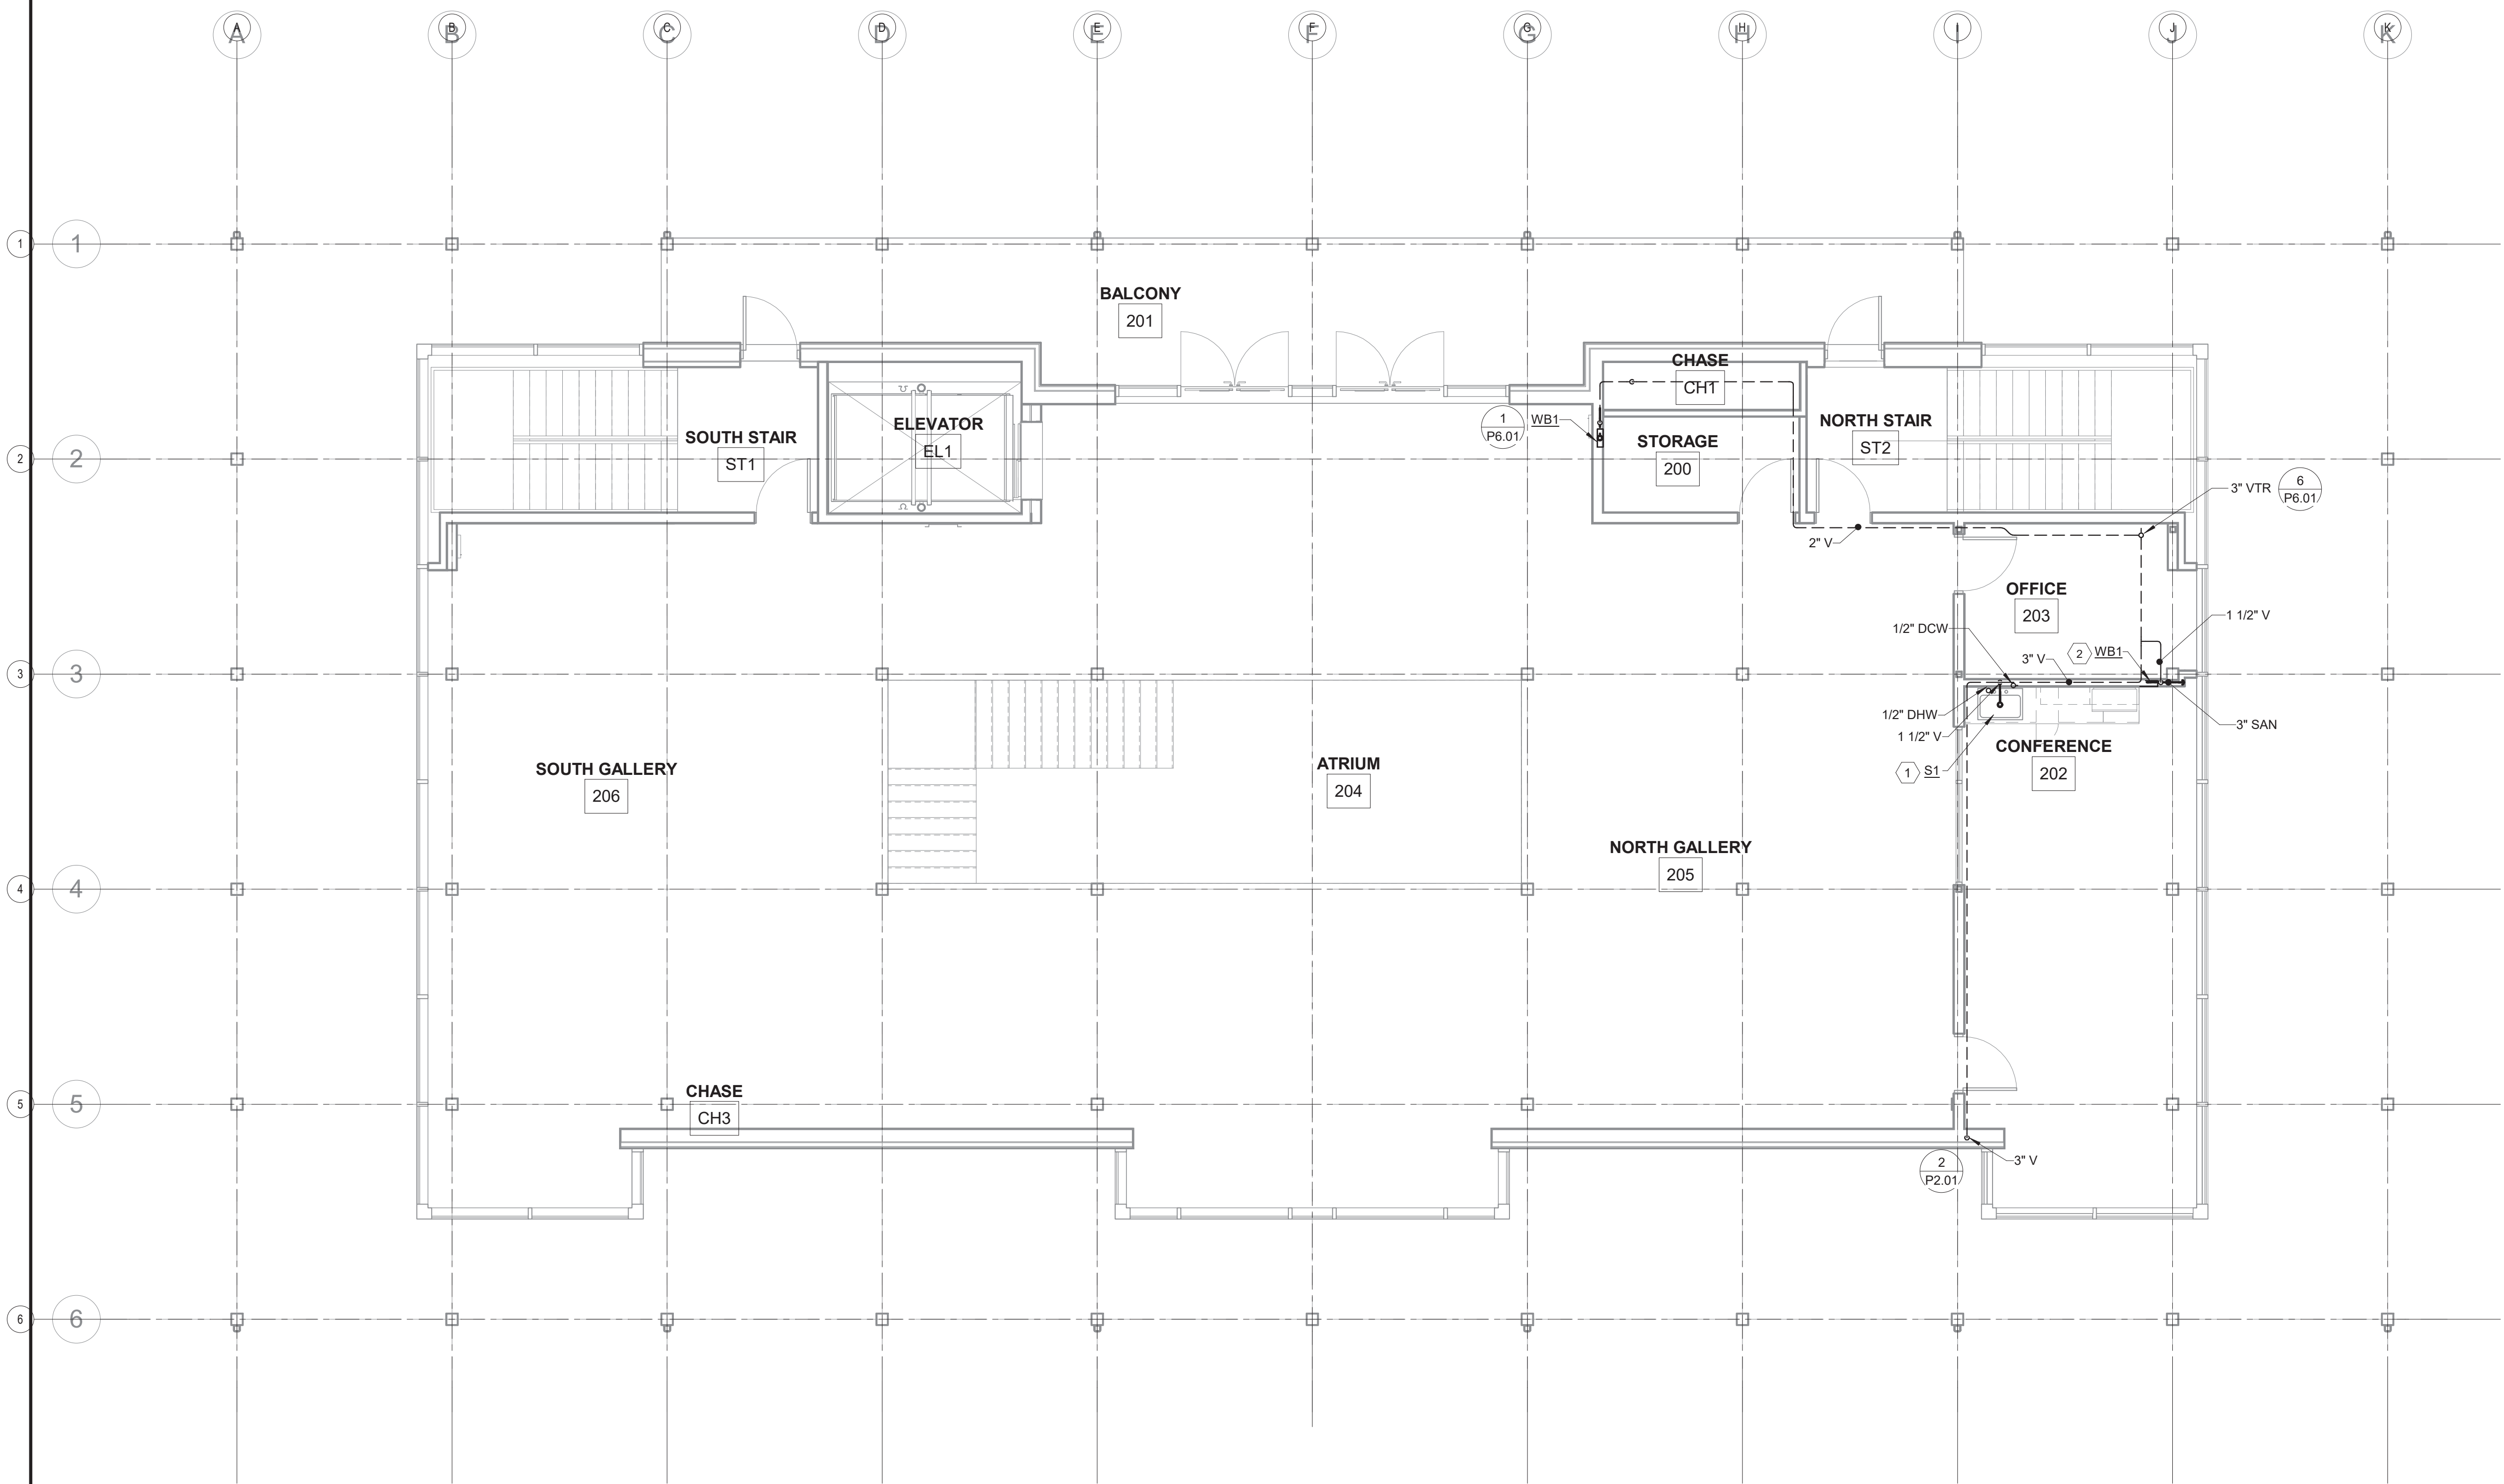 A B C D E F G H I J K
A B C D E F G H I J K
1 1
BALCONY
201
CHASE
CH1
1
P6.01
WB1
NORTH STAIR
ST2
ELEVATOR
EL1
SOUTH STAIR
ST1
STORAGE
200
2 2
3" VTR
6
P6.01
2" V
OFFICE
203
1 1/2" V
1/2" DCW
2
WB1
3" V
3 3
1/2" DHW
3" SAN
1 1/2" V
CONFERENCE
202
1
S1
SOUTH GALLERY
206
ATRIUM
204
NORTH GALLERY
205
4 4
CHASE
CH3
5 5
3" V
2
P2.01
6 6